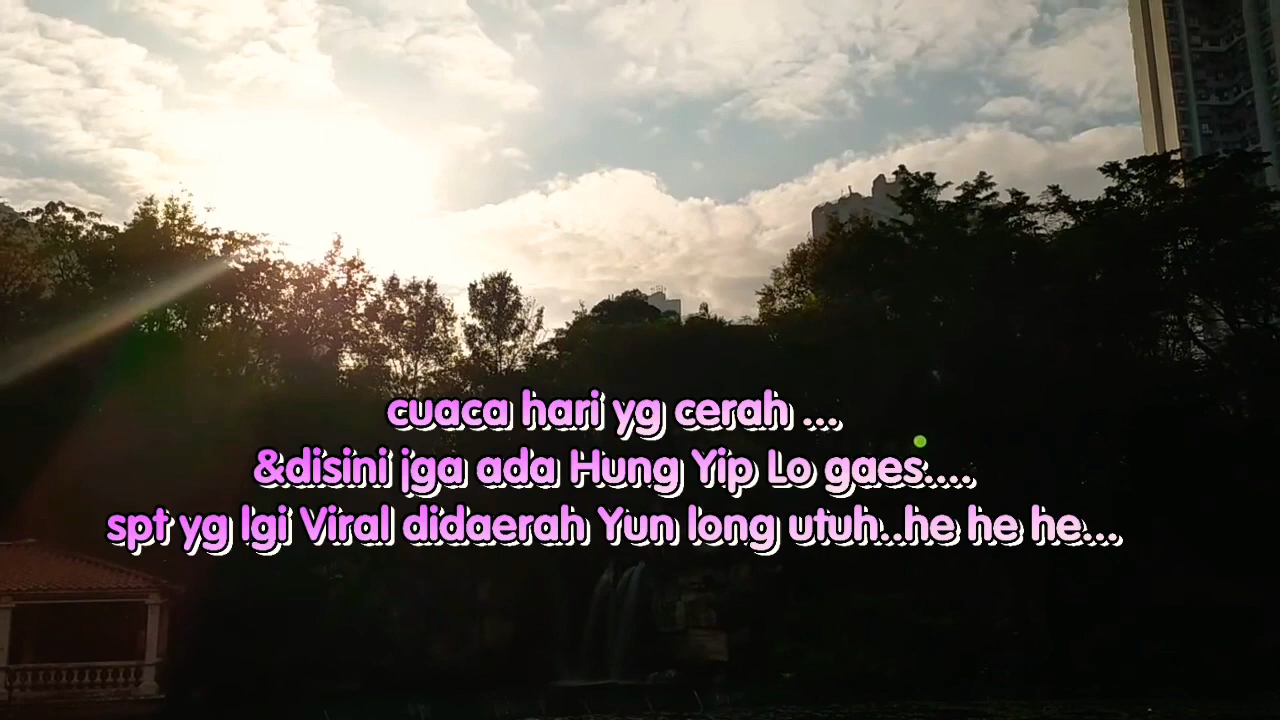 cuaca hari yg cerah ...
&disini jga ada Hung Yip Lo gaes....
spt yg lgi Viral didaerah Yun long utuh..he he he...